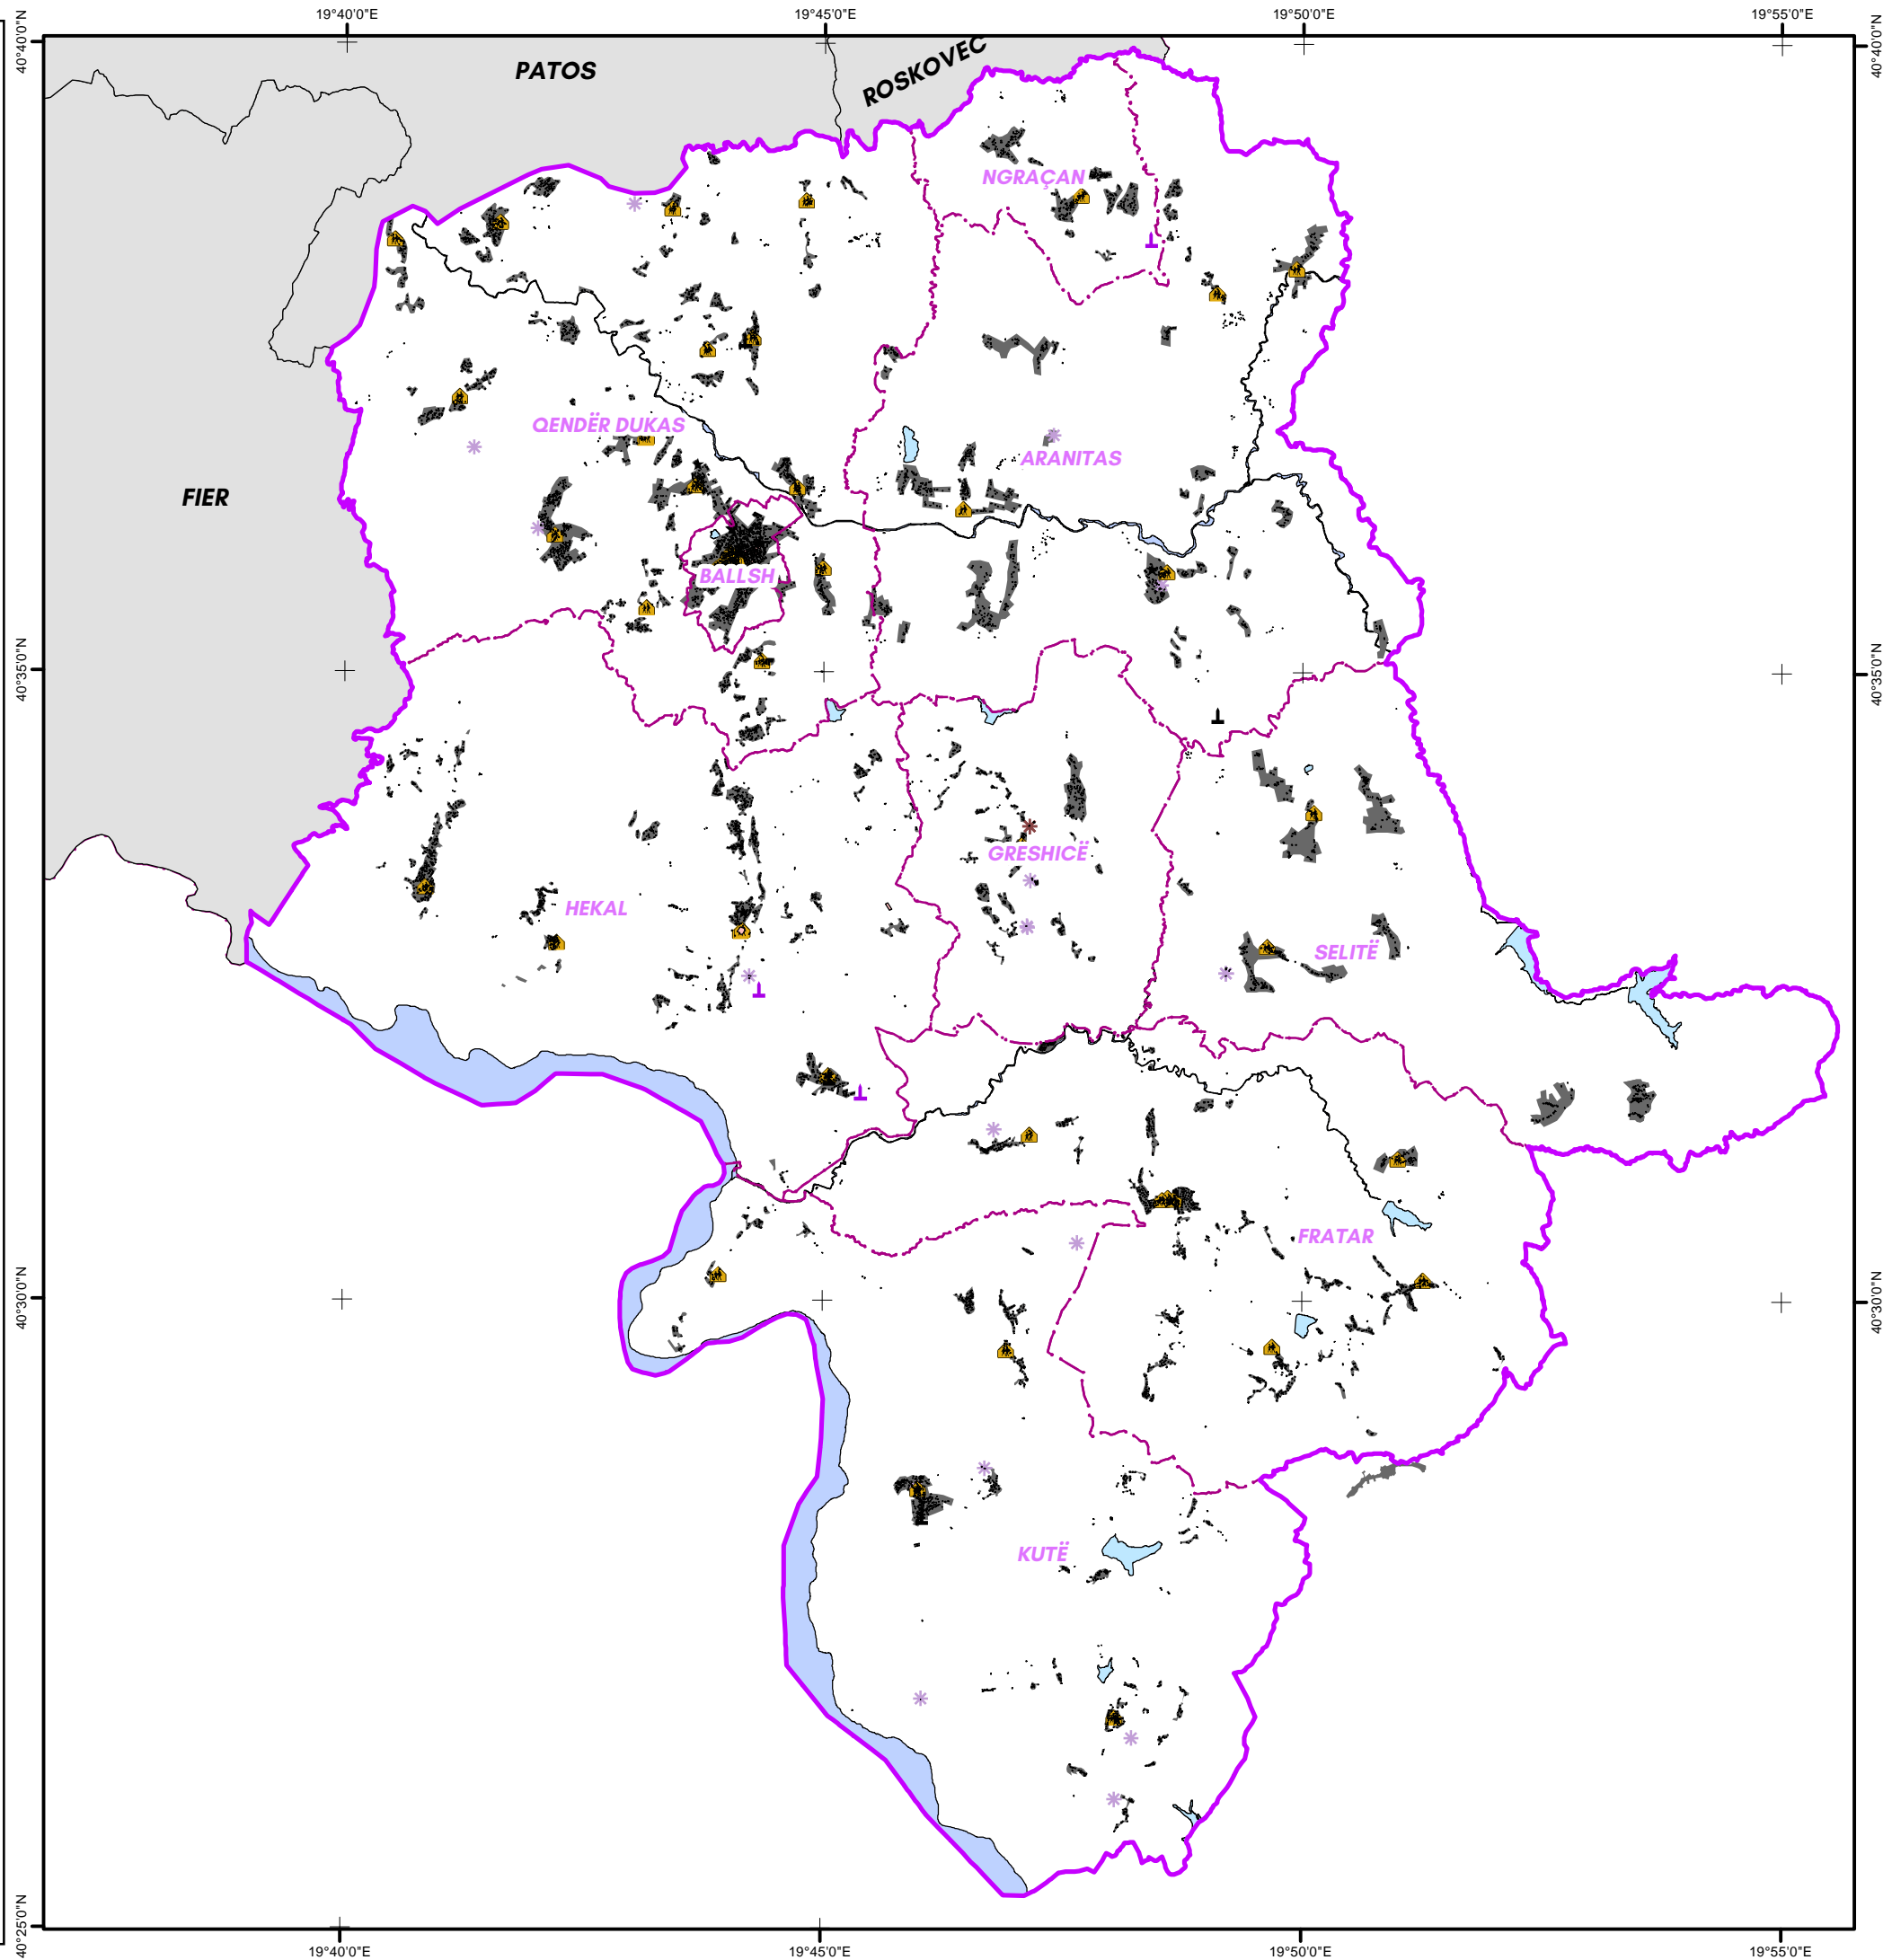 19°40'0"E 19°45'0"E 19°50'0"E 19°55'0"E
40°40'0"N 40°40'0"N
PATOS
ROSKOVEC
NGRAÇAN
QENDËR DUKAS
ARANITAS
FIER
BALLSH
40°35'0"N 40°35'0"N
GRESHICË
HEKAL
SELITË
FRATAR
40°30'0"N 40°30'0"N
KUTË
40°25'0"N
19°40'0"E 19°45'0"E 19°50'0"E 19°55'0"E